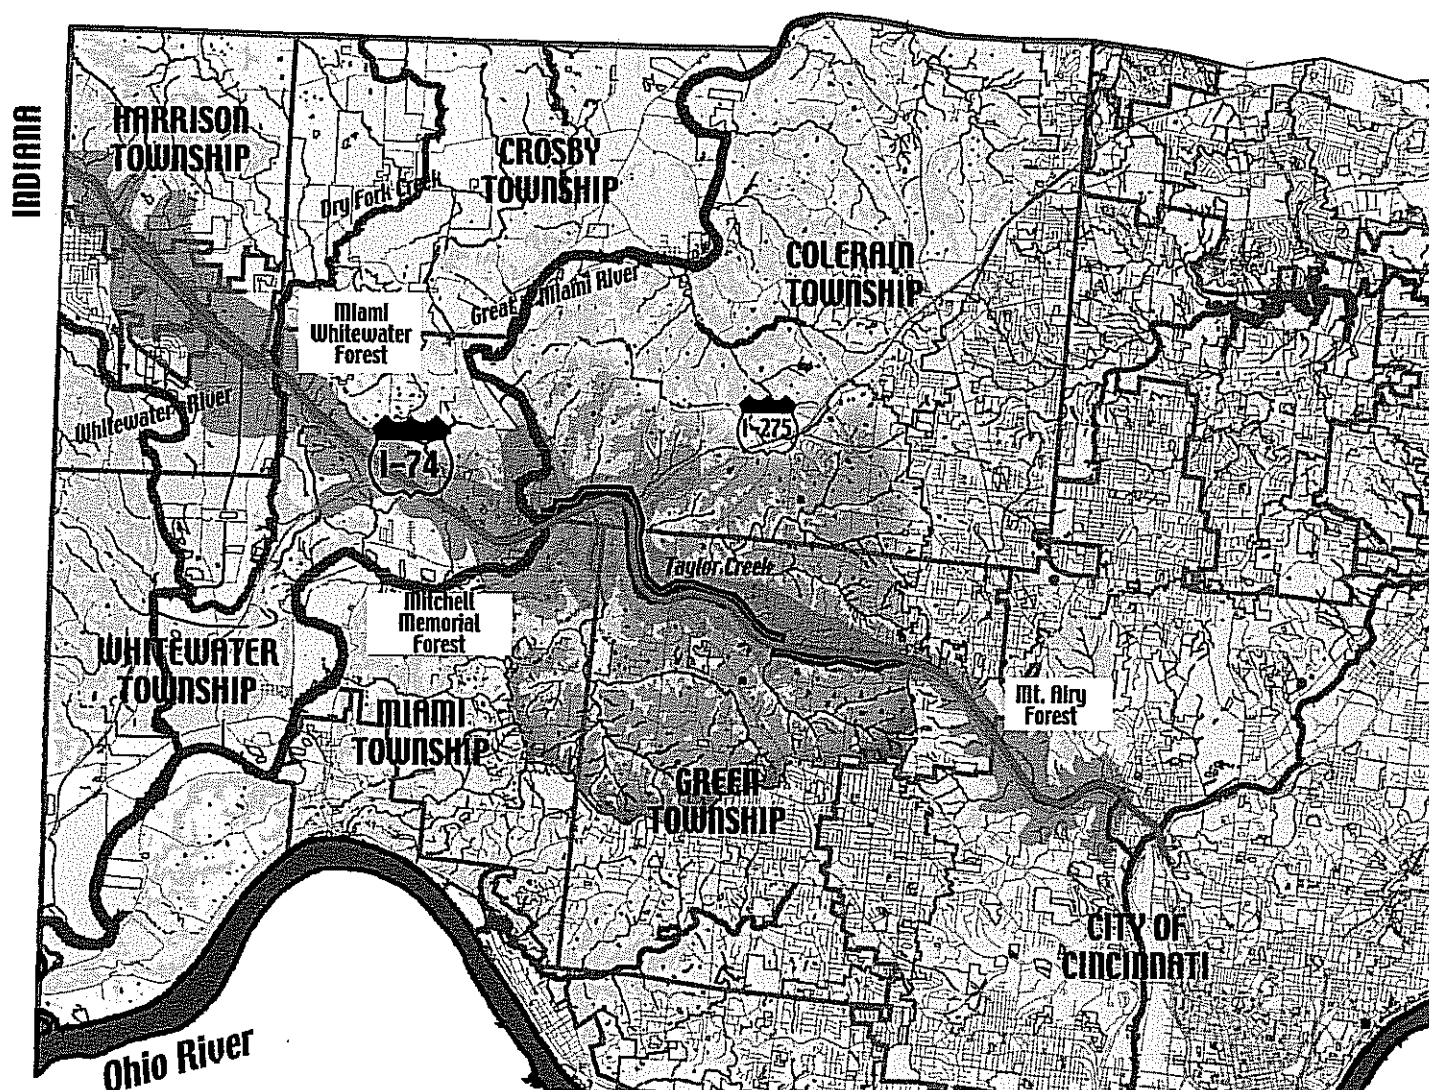 INDIANA
HARRISON
TOWNSHIP
CROSBY
TOWNSHIP
Dry Fork Creek
COLERAIN
TOWNSHIP
Great Miami River
Miami
Whitewater
Forest
Whitewater River
I-275
I-74
Taylor Creek
Mitchell
Memorial
Forest
WHITEWATER
TOWNSHIP
Mt. Airy
Forest
MIAMI
TOWNSHIP
GREEN
TOWNSHIP
CITY OF
CINCINNATI
Ohio River